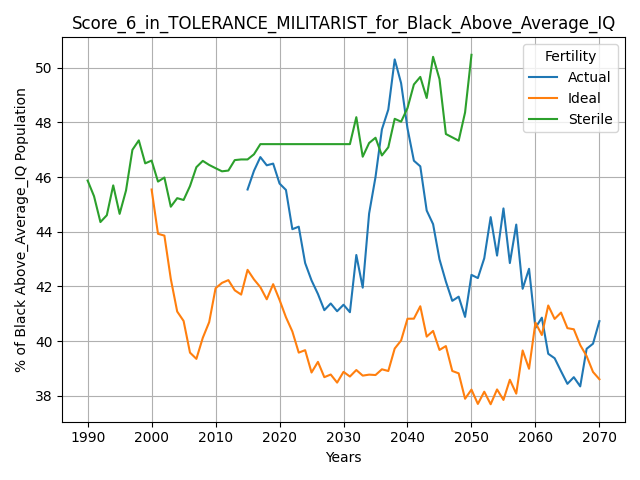 Score_6_in_TOLERANCE_MILITARIST_for_Black_Above_Average_IQ
Fertility
Actual
Ideal
Sterile
% of Black Above_Average_IQ Population
50
48
46
44
42
40
38
1990
2000
2010
2020
2030
2040
2050
2060
2070
Years